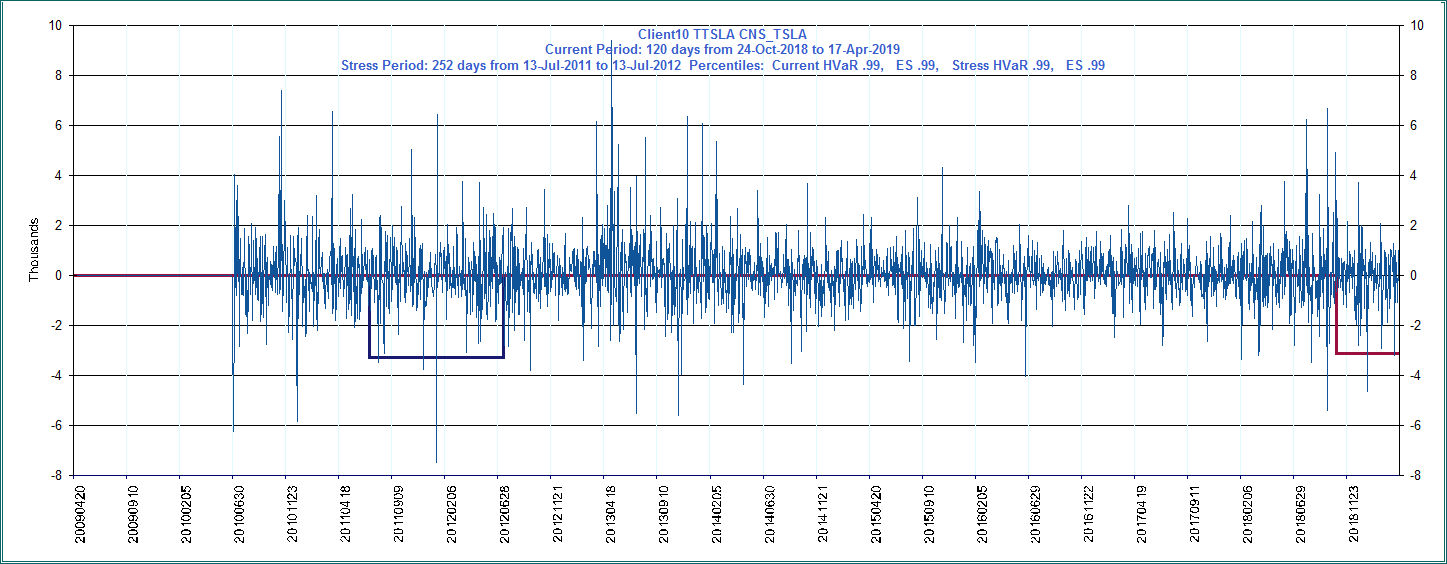 Client10 TTSLA CNS_TSLA
Current Period: 120 days from 24-Oct-2018 to 17-Apr-2019
Stress Period: 252 days from 13-Jul-2011 to 13-Jul-2012 Percentiles: Current HVaR .99, ES .99, Stress HVaR .99, ES .99
10 10
8 8
6 6
4 4
2 2
0 0
-2 -2
-4 -4
-6 -6
-8 -8
Thousands
20090420 20090910 20100205 20100630 20101123 20110418 20110909 20120206 20120628 20121121 20130418 20130910 20140205 20140630 20141121 20150420 20150910 20160205 20160629 20161122 20170419 20170911 20180206 20180629 20181123